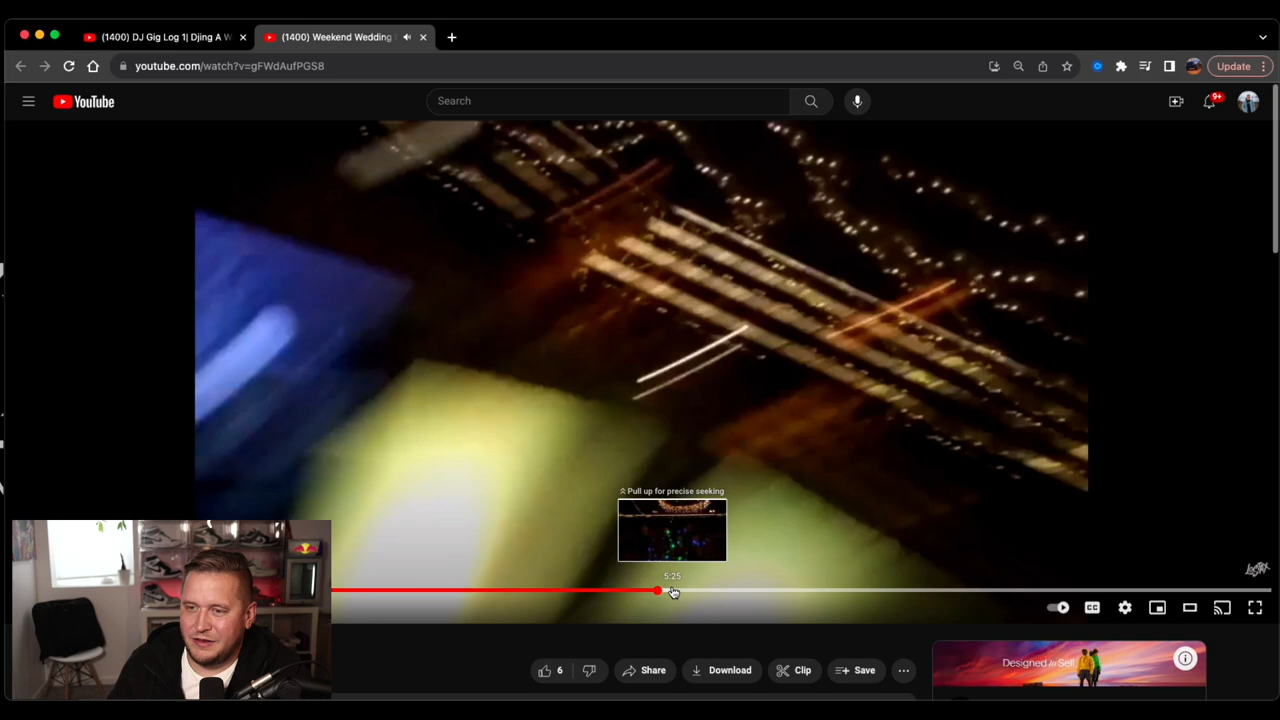 (1400) DJ Gig Log 1| Djing A W
(1400) Weekend Wedding
youtube.com/watch?v=gFWdAufPGS8
Update
YouTube
Search
9+
Pull up for precise seeking
5:25
CC
6
Share
Download
Clip
Save
Designed to Sell